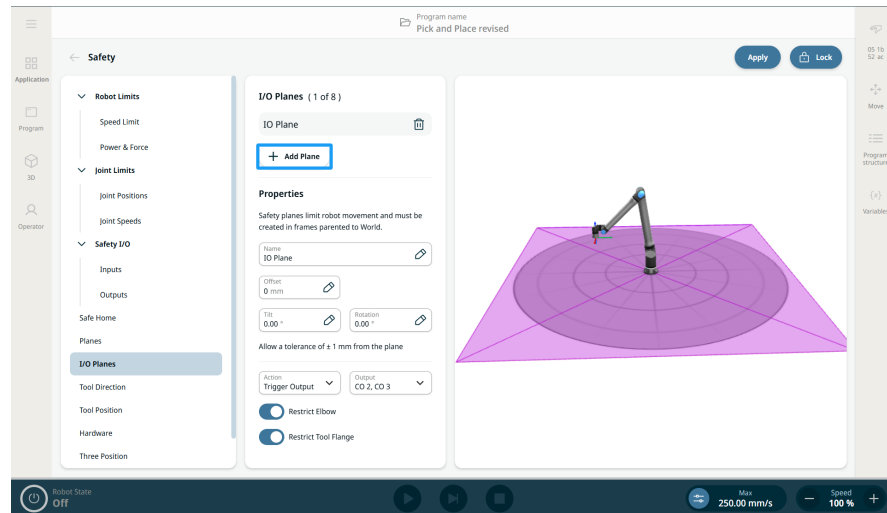 Program name
Pick and Place revised
05 1b
52 ac
Safety
Apply
Lock
Application
Program
3D
Operator
Robot Limits
Speed Limit
Power & Force
Joint Limits
Joint Positions
Joint Speeds
Safety I/O
Inputs
Outputs
Safe Home
Planes
I/O Planes
Tool Direction
Tool Position
Hardware
Three Position
I/O Planes ( 1 of 8 )
IO Plane
+ Add Plane
Properties
Safety planes limit robot movement and must be
created in frames parented to World.
Name
IO Plane
Offset
0 mm
Tilt
0.00 °
Rotation
0.00 °
Allow a tolerance of ± 1 mm from the plane
Action
Trigger Output
Output
CO 2, CO 3
Restrict Elbow
Restrict Tool Flange
Move
Program
structure
(x)
Variables
Robot State
Off
Max
250.00 mm/s
Speed
100 %